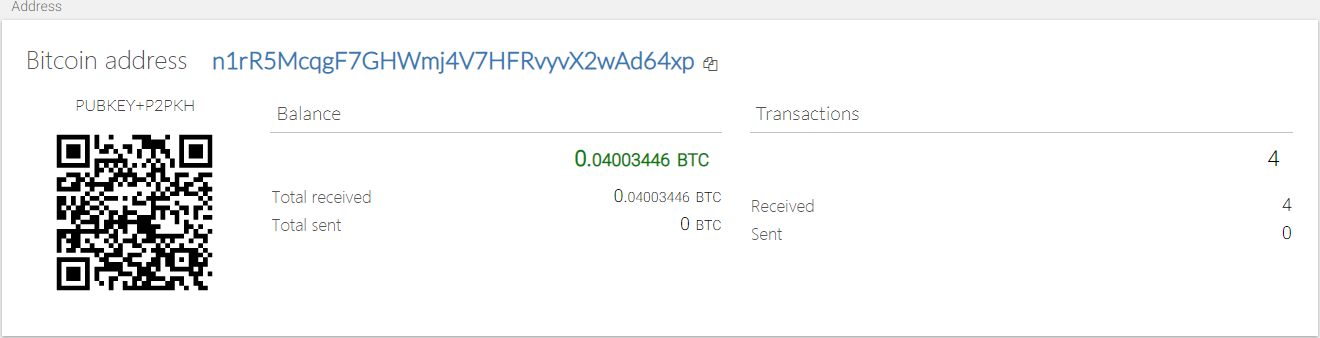 Address
Bitcoin address n1rR5McqgF7GHWmj4V7HFRvyvX2wAd64xp
PUBKEY+P2PKH
Balance
0.04003446 BTC
Total received 0.04003446 BTC
Total sent 0 BTC
Transactions
4
Received 4
Sent 0